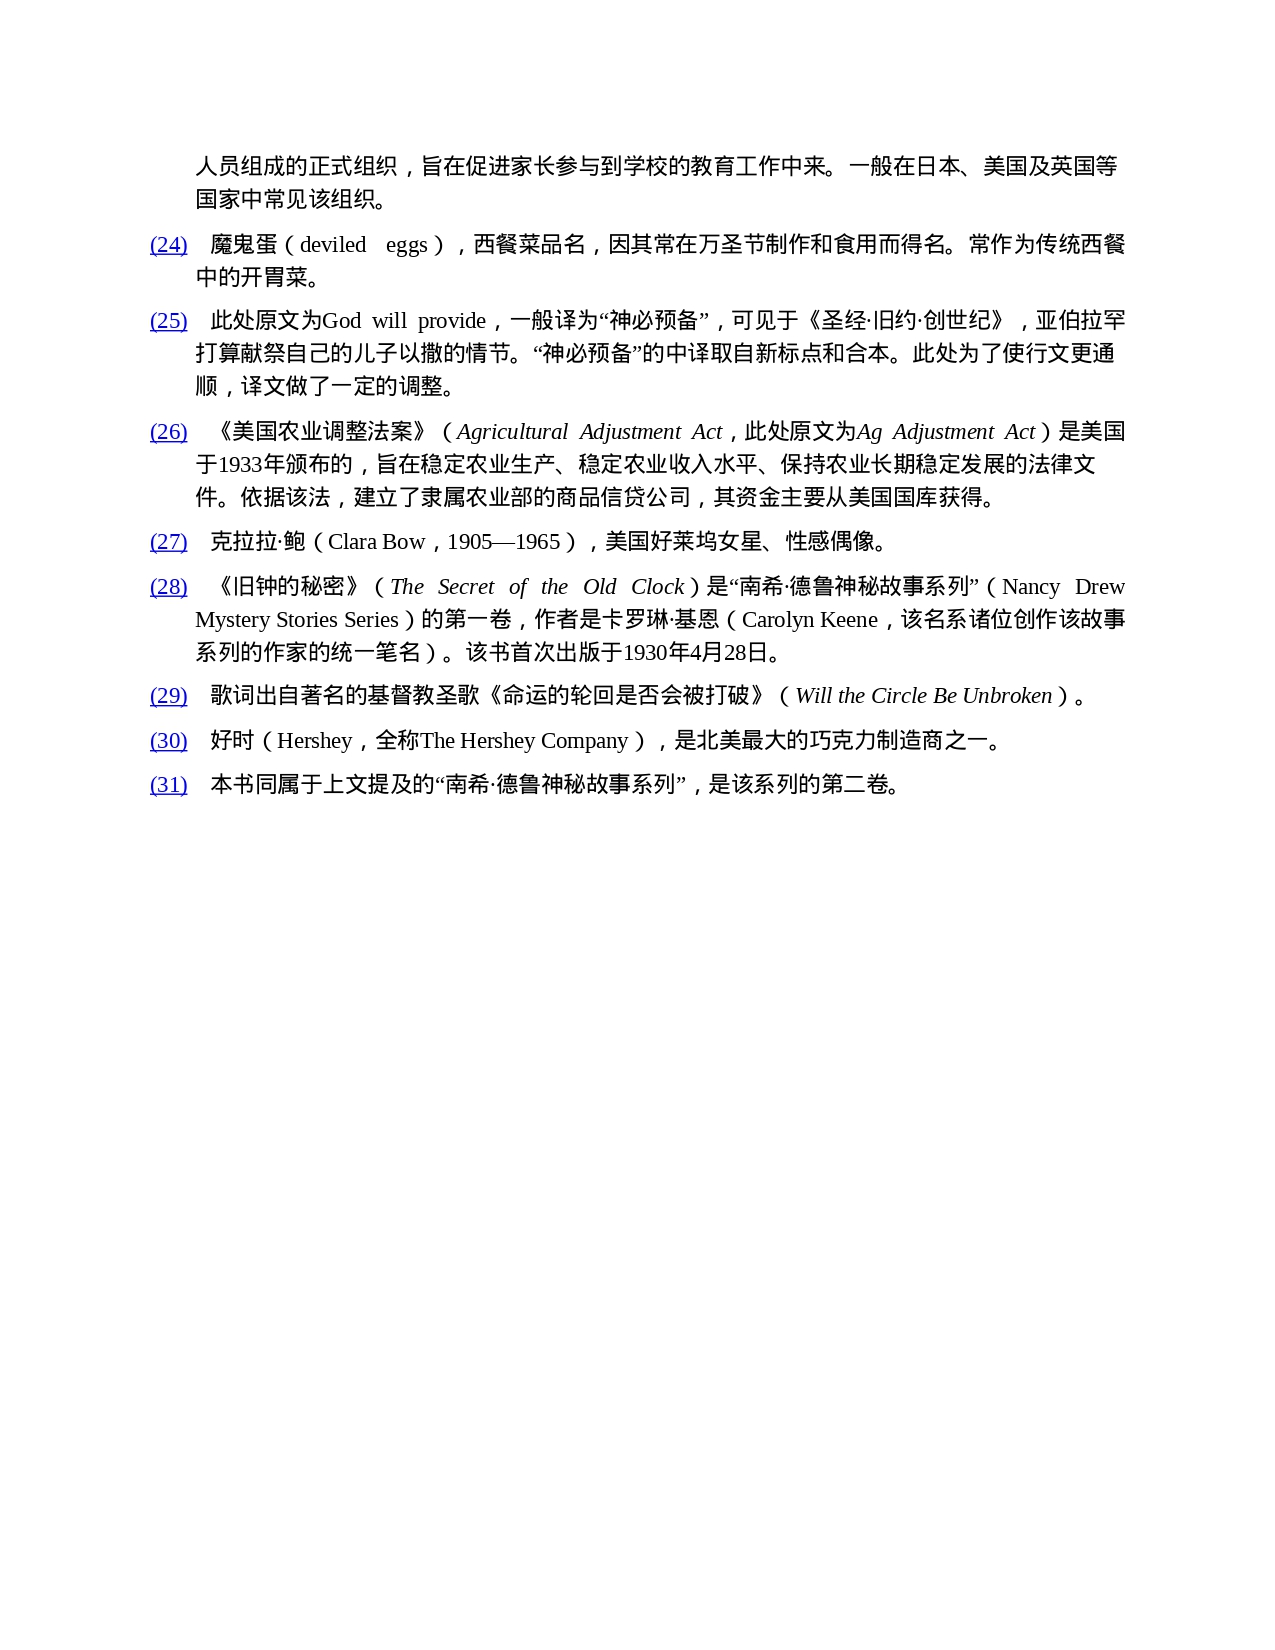 人员组成的正式组织，旨在促进家长参与到学校的教育工作中来。一般在日本、美国及英国等
国家中常见该组织。
(24) 魔鬼蛋（deviled eggs），西餐菜品名，因其常在万圣节制作和食用而得名。常作为传统西餐
中的开胃菜。
(25) 此处原文为God will provide，一般译为“神必预备”，可见于《圣经·旧约·创世纪》，亚伯拉罕
打算献祭自己的儿子以撒的情节。“神必预备”的中译取自新标点和合本。此处为了使行文更通
顺，译文做了一定的调整。
(26) 《美国农业调整法案》（Agricultural Adjustment Act，此处原文为Ag Adjustment Act）是美国
于1933年颁布的，旨在稳定农业生产、稳定农业收入水平、保持农业长期稳定发展的法律文
件。依据该法，建立了隶属农业部的商品信贷公司，其资金主要从美国国库获得。
(27) 克拉拉·鲍（Clara Bow，1905—1965），美国好莱坞女星、性感偶像。
(28) 《旧钟的秘密》（The Secret of the Old Clock）是“南希·德鲁神秘故事系列”（Nancy Drew
Mystery Stories Series）的第一卷，作者是卡罗琳·基恩（Carolyn Keene，该名系诸位创作该故事
系列的作家的统一笔名）。该书首次出版于1930年4月28日。
(29) 歌词出自著名的基督教圣歌《命运的轮回是否会被打破》（Will the Circle Be Unbroken）。
(30) 好时（Hershey，全称The Hershey Company），是北美最大的巧克力制造商之一。
(31) 本书同属于上文提及的“南希·德鲁神秘故事系列”，是该系列的第二卷。